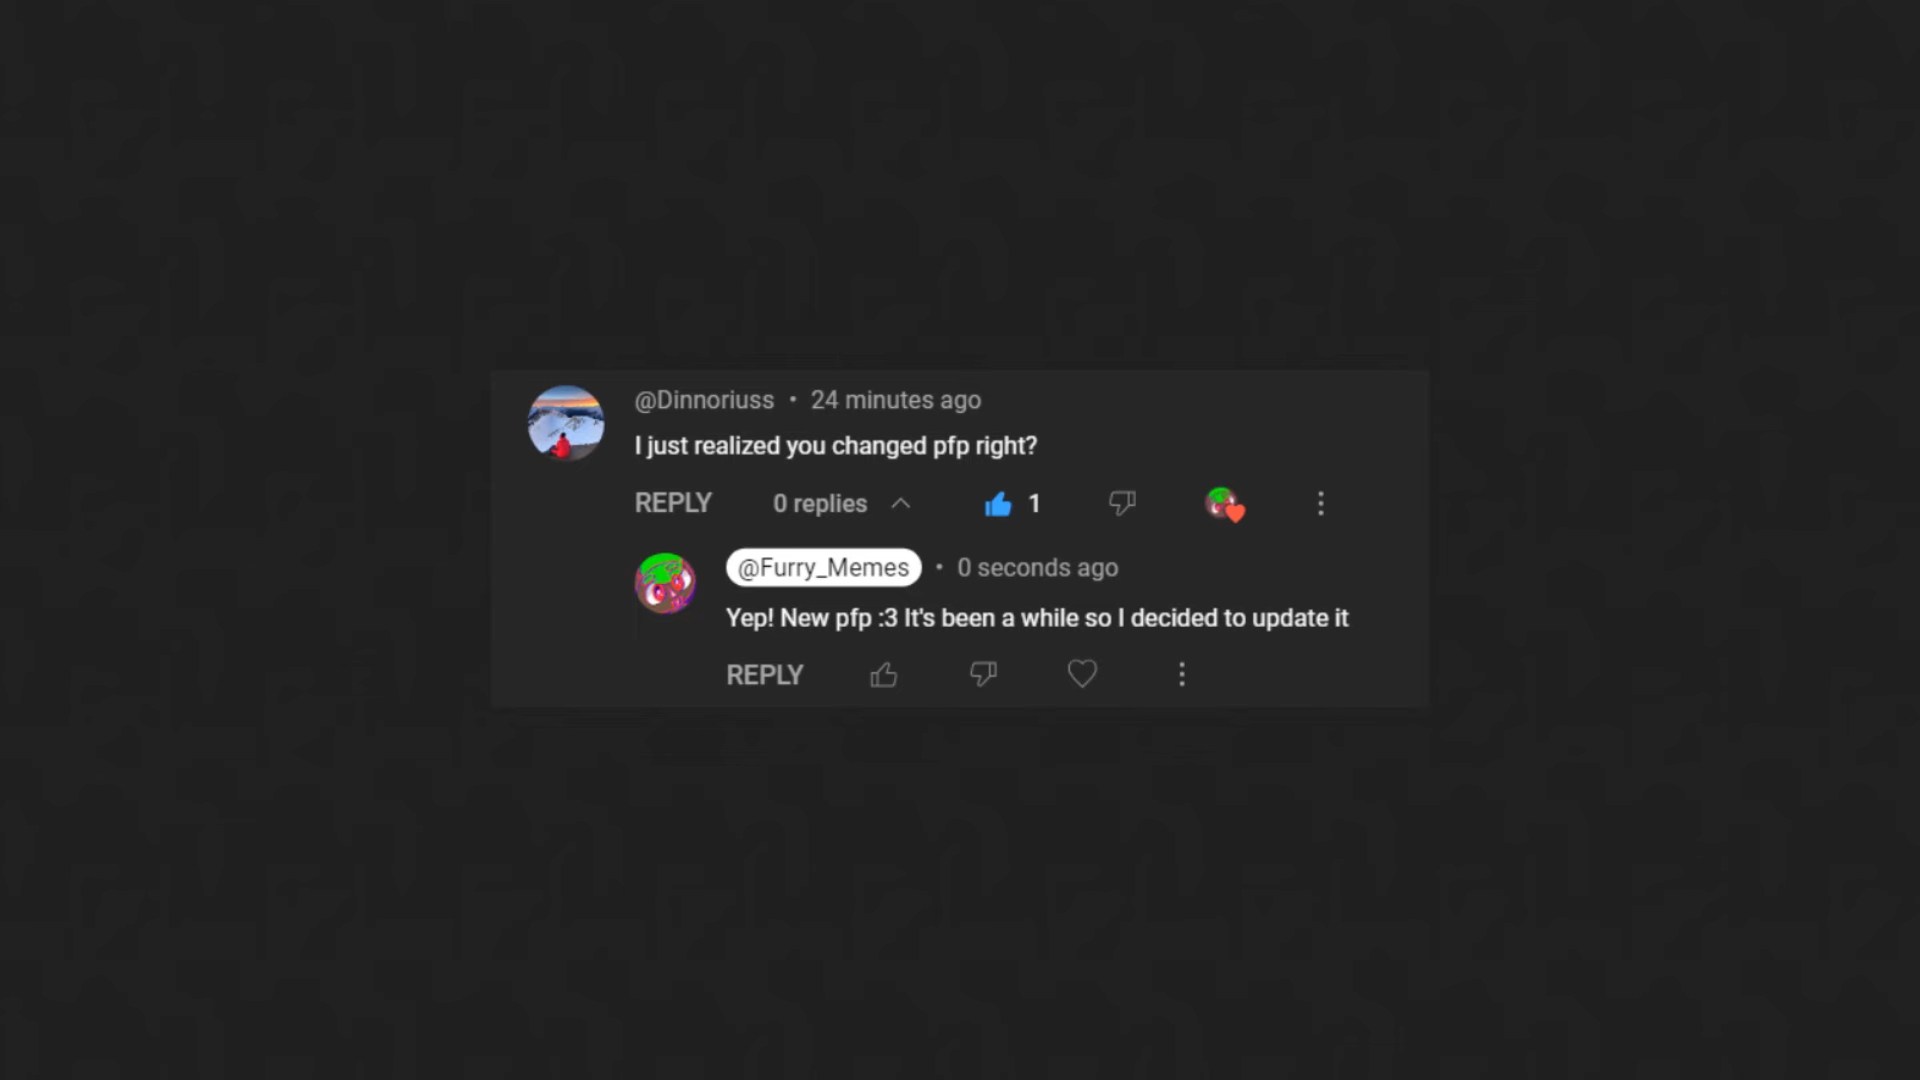 @Dinnoriuss • 24 minutes ago
I just realized you changed pfp right?
REPLY 0 replies 1
@Furry_Memes • 0 seconds ago
Yep! New pfp :3 It's been a while so I decided to update it
REPLY